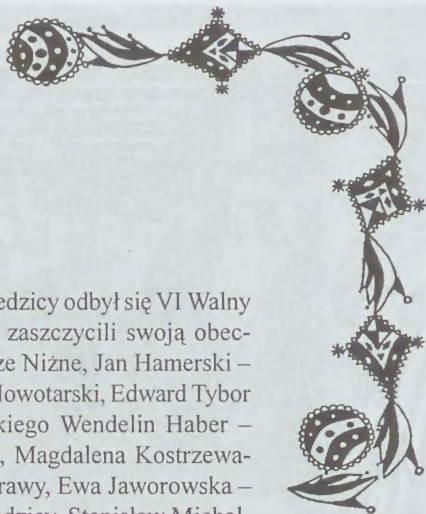 edzicy odbył się VI Walny
zaszczycili swoją obec-
ze Niżne, Jan Hamerski –
Nowotarski, Edward Tybor
kiego Wendelin Haber –
, Magdalena Kostrzewa-
rawy, Ewa Jaworowska –
dzicy, Stanisław Michal-